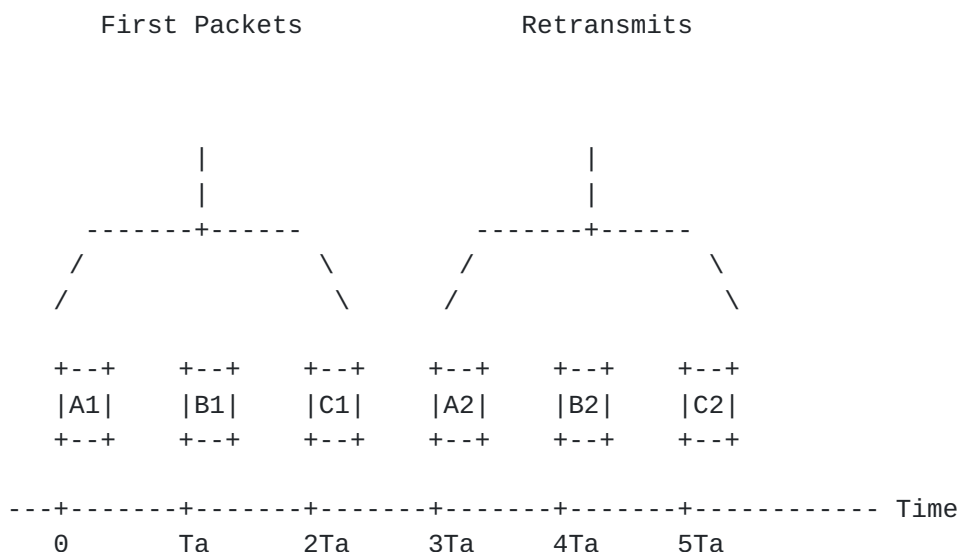 First Packets Retransmits
|A1| |B1| |C1| |A2| |B2| |C2|
Time
0 Ta 2Ta 3Ta 4Ta 5Ta